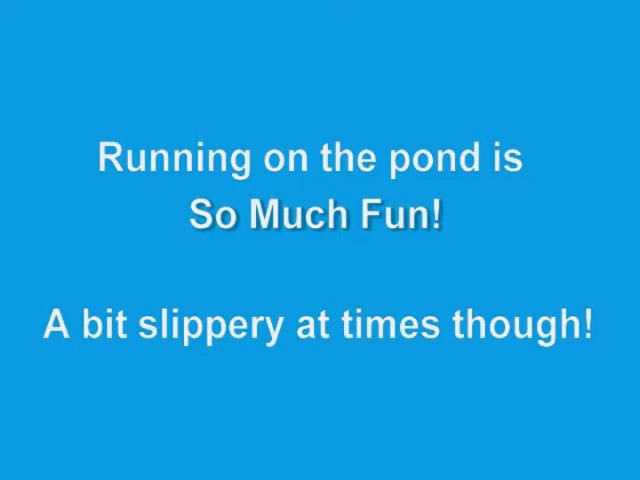 Running on the pond is
So Much Fun!
A bit slippery at times though!